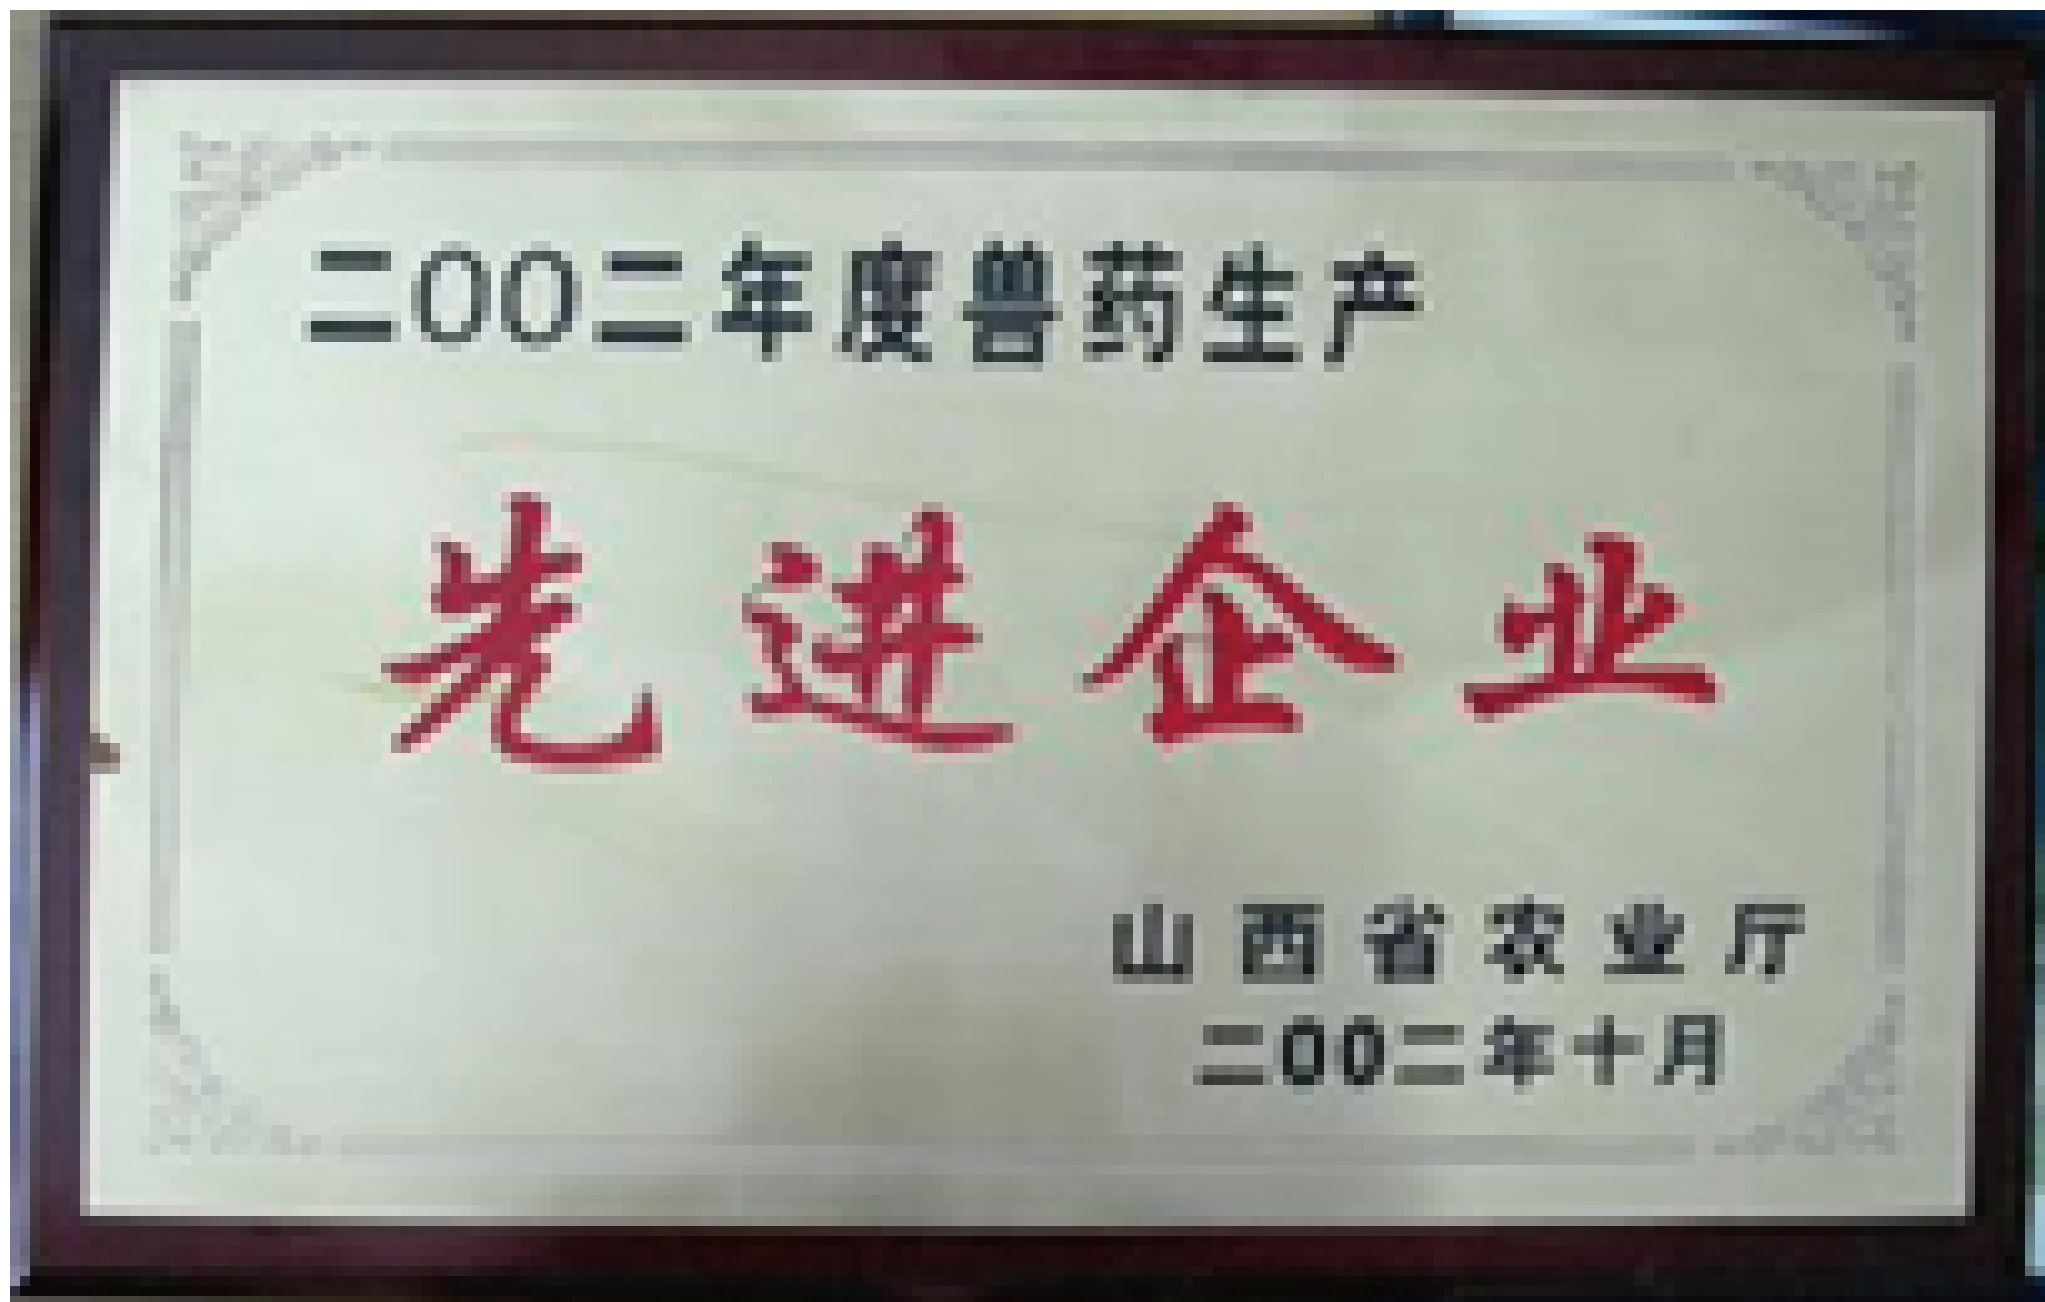 二00二年度兽药生产
先进企业
山西省农业厅
二00二年十月